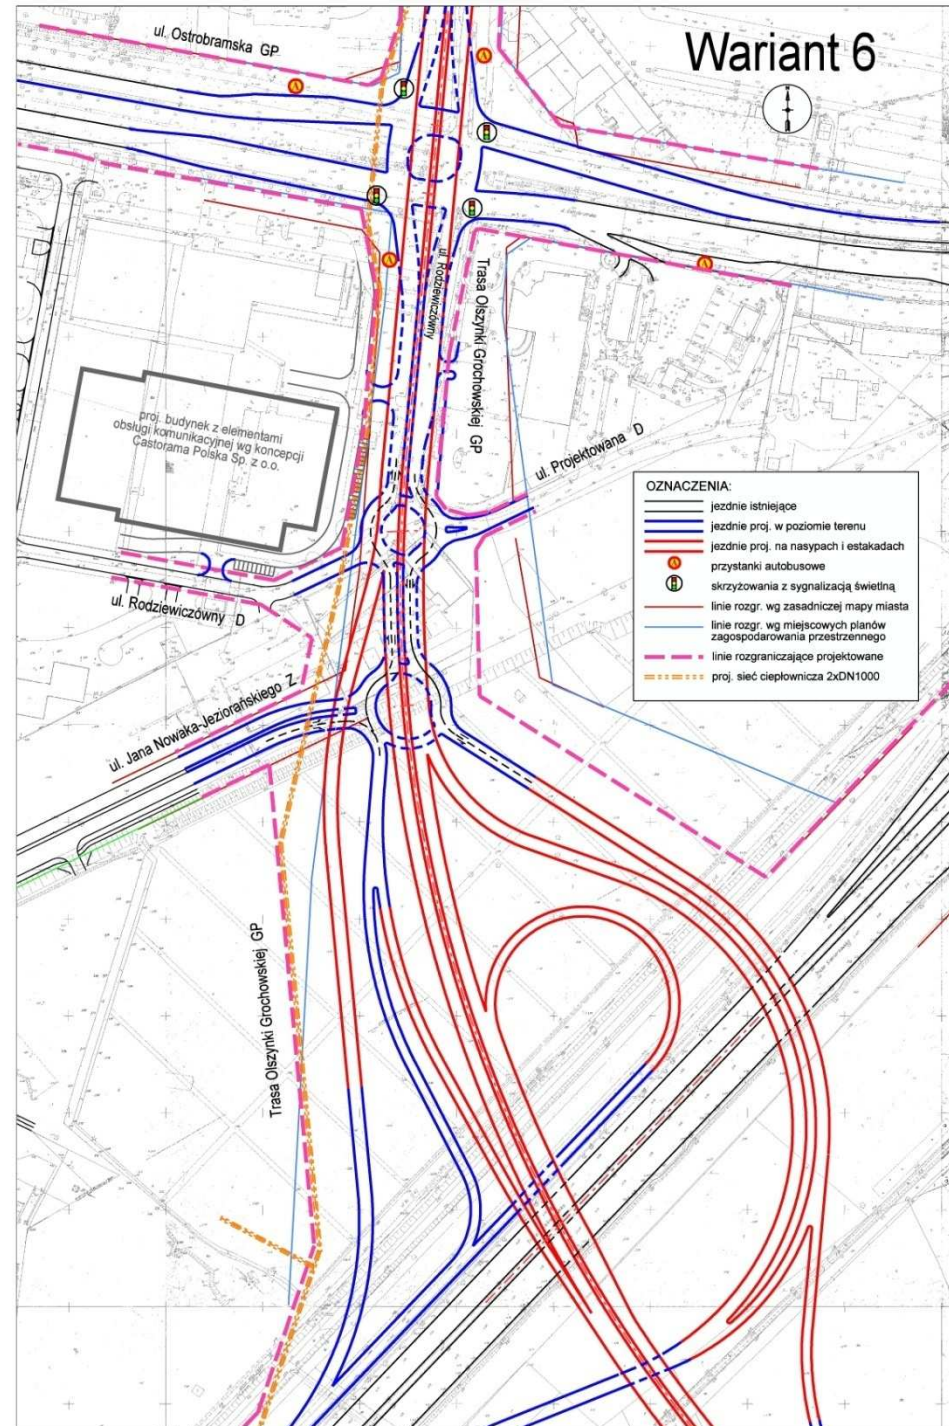 Wariant 6
ul. Ostrobramska GP
ul. Rodziewiczówny
Trasa Olszynki Grochowskiej GP
proj. budynek z elementami
obsługi komunikacyjnej wg koncepcji
Castorama Polska Sp. z o.o.
ul. Projektowana D
OZNACZENIA:
jezdnie istniejące
jezdnie proj. w poziomie terenu
jezdnie proj. na nasypach i estakadach
A
przystanki autobusowe
skrzyżowania z sygnalizacją świetlną
linie rozgr. wg zasadniczej mapy miasta
linie rozgr. wg miejscowych planów
zagospodarowania przestrzennego
linie rozgraniczające projektowane
proj. sieć ciepłownicza 2xDN1000
ul. Rodziewiczówny D
ul. Jana Nowaka-Jeziorańskiego Z
Trasa Olszynki Grochowskiej GP